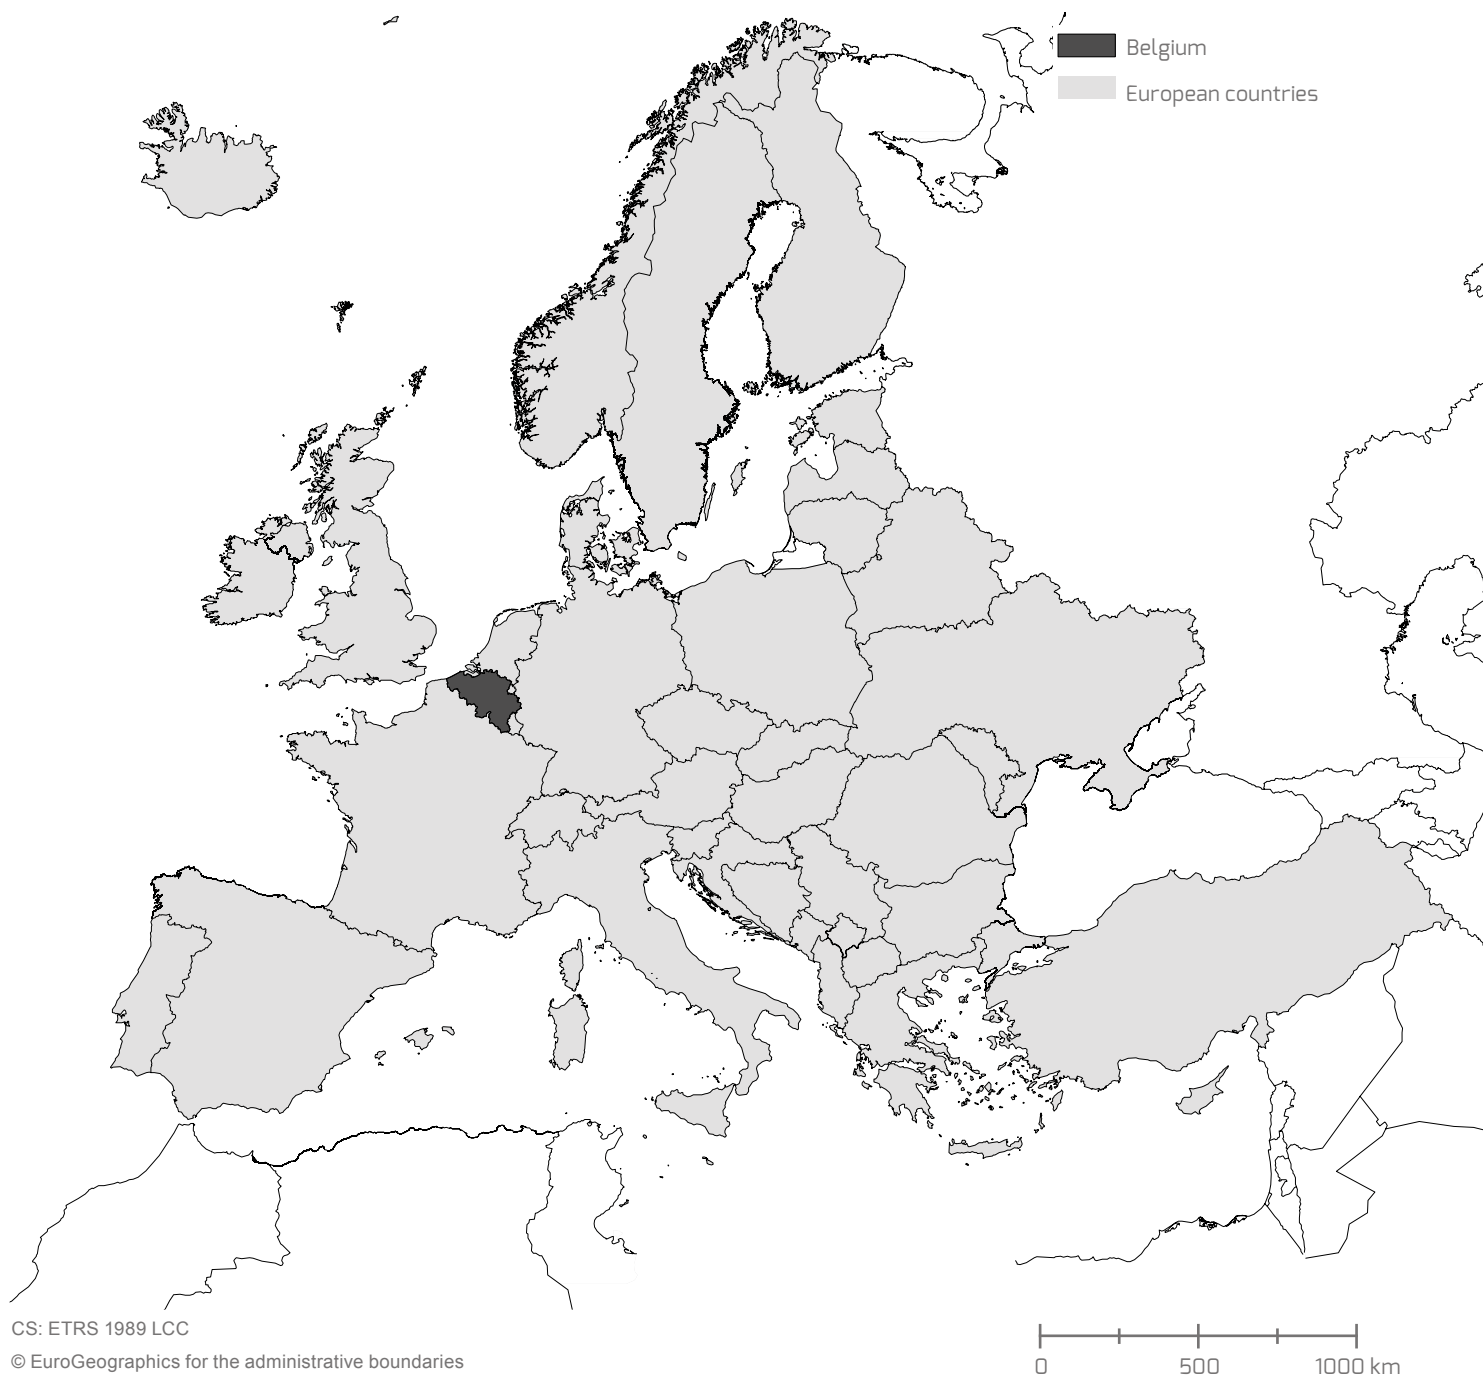 Belgium
European countries
CS: ETRS 1989 LCC
© EuroGeographics for the administrative boundaries
0 500 1000 km